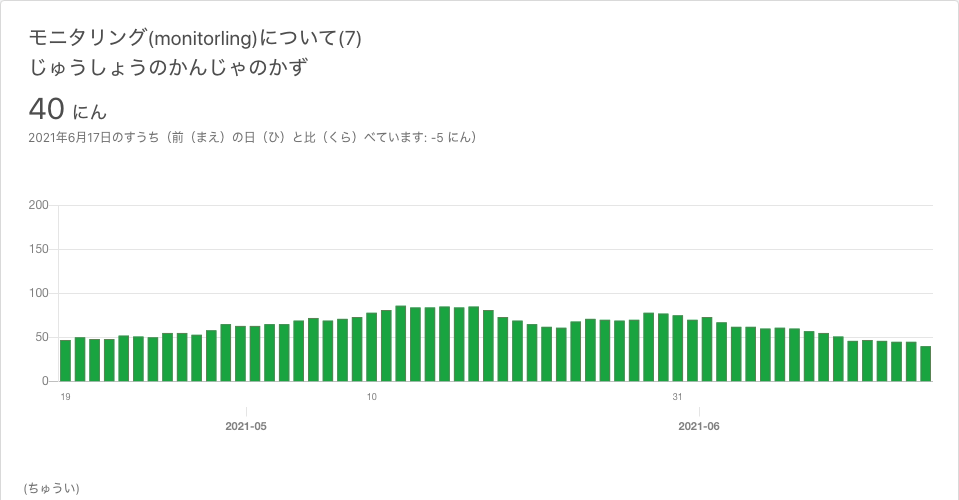 モニタリング(monitorling)について(7)
じゅうしょうのかんじゃのかず
40 にん
2021年6月17日のすうち（前（まえ）の日（ひ）と比（くら）べています: -5 にん）
200
150
100
50
0
19 10 31
2021-05 2021-06
(ちゅうい)